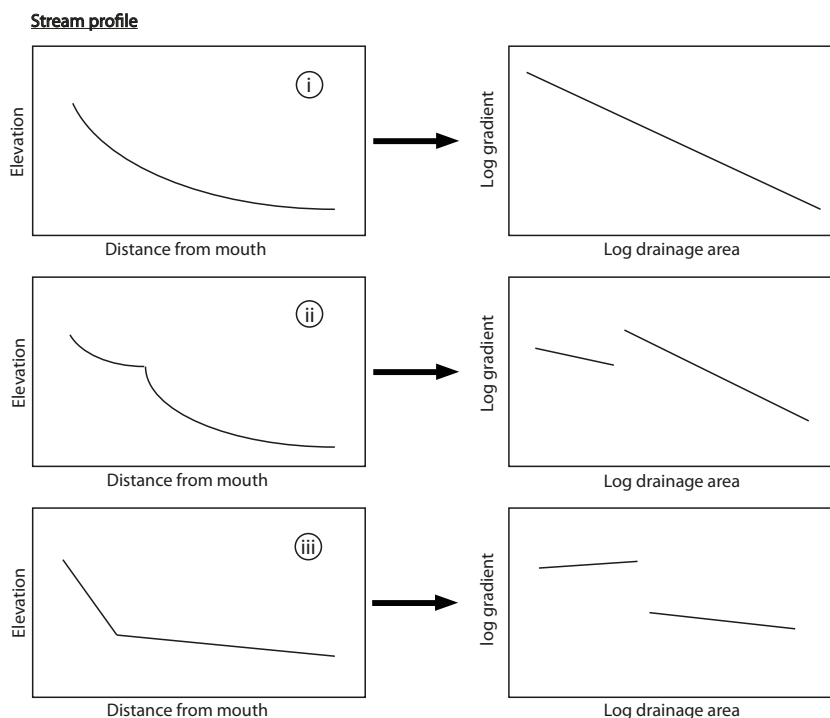 Stream profile
Elevation
i
Distance from mouth
Log gradient
Log drainage area
Elevation
ii
Distance from mouth
Log gradient
Log drainage area
Elevation
iii
Distance from mouth
log gradient
Log drainage area